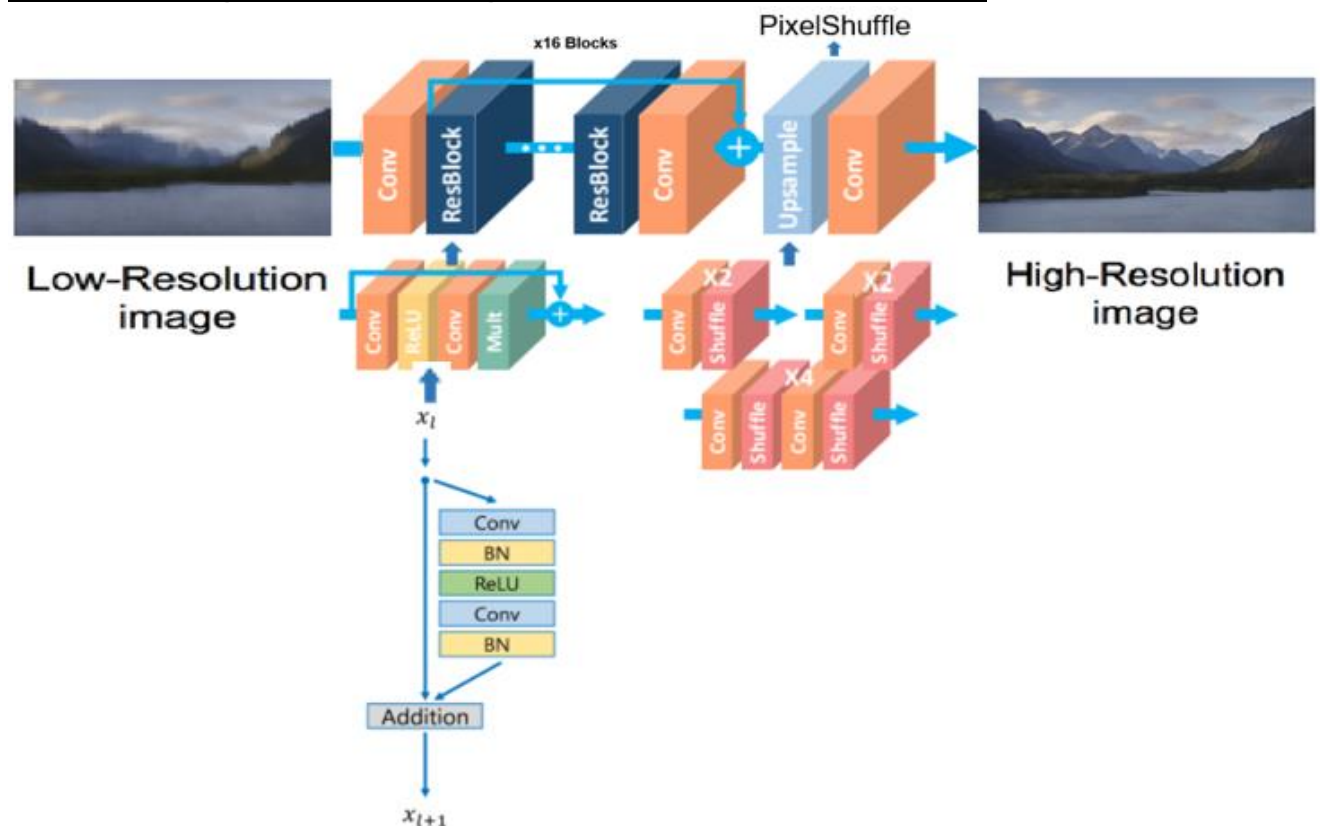 PixelShuffle
x16 Blocks
Conv
ResBlock
ResBlock
Conv
Upsample
Conv
Low-Resolution
image
High-Resolution
image
Conv
ReLU
Conv
Mult
X2
Conv
Shuffle
X2
Conv
Shuffle
X4
Conv
Shuffle
Conv
Shuffle
x_l
Conv
BN
ReLU
Conv
BN
Addition
x_{l+1}